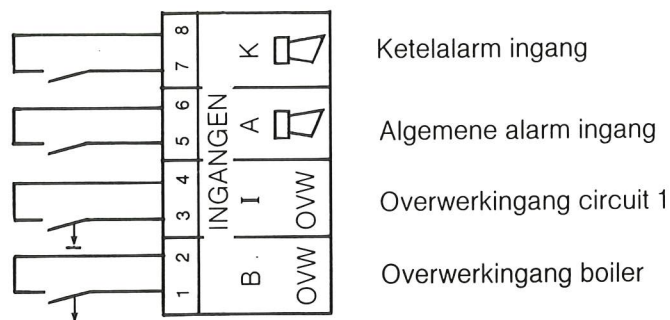 8
7
K
Ketelalarm ingang
6
5
A
Algemene alarm ingang
INGANGEN
4
3
I
OVW
Overwerkingang circuit 1
2
1
B
OVW
Overwerkingang boiler